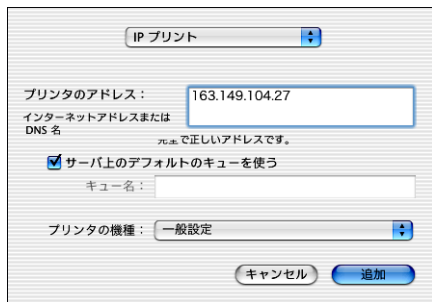 IP プリント
プリンタのアドレス： 163.149.104.27
インターネットアドレスまたは
DNS 名
完全で正しいアドレスです。
サーバ上のデフォルトのキューを使う
キュー名：
プリンタの機種： 一般設定
キャンセル 追加